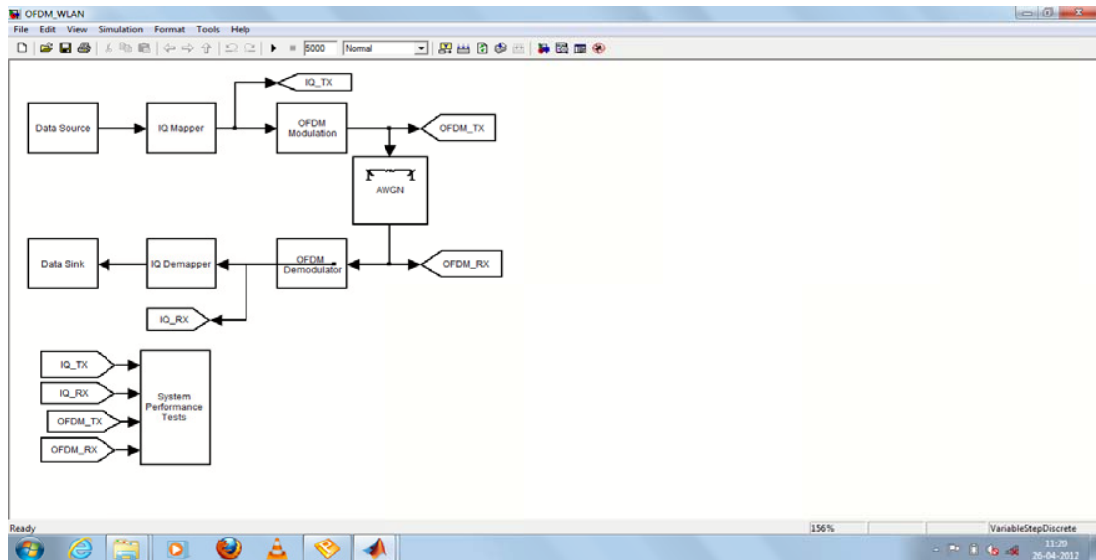 OFDM_WLAN
File Edit View Simulation Format Tools Help
5000 Normal
IQ_TX
Data Source
IQ Mapper
OFDM
Modulation
OFDM_TX
AWGN
Data Sink
IQ Demapper
OFDM
Demodulator
OFDM_RX
IQ_RX
IQ_TX
IQ_RX
OFDM_TX
OFDM_RX
System
Performance
Tests
Ready
156%
VariableStepDiscrete
11:20
26-04-2012